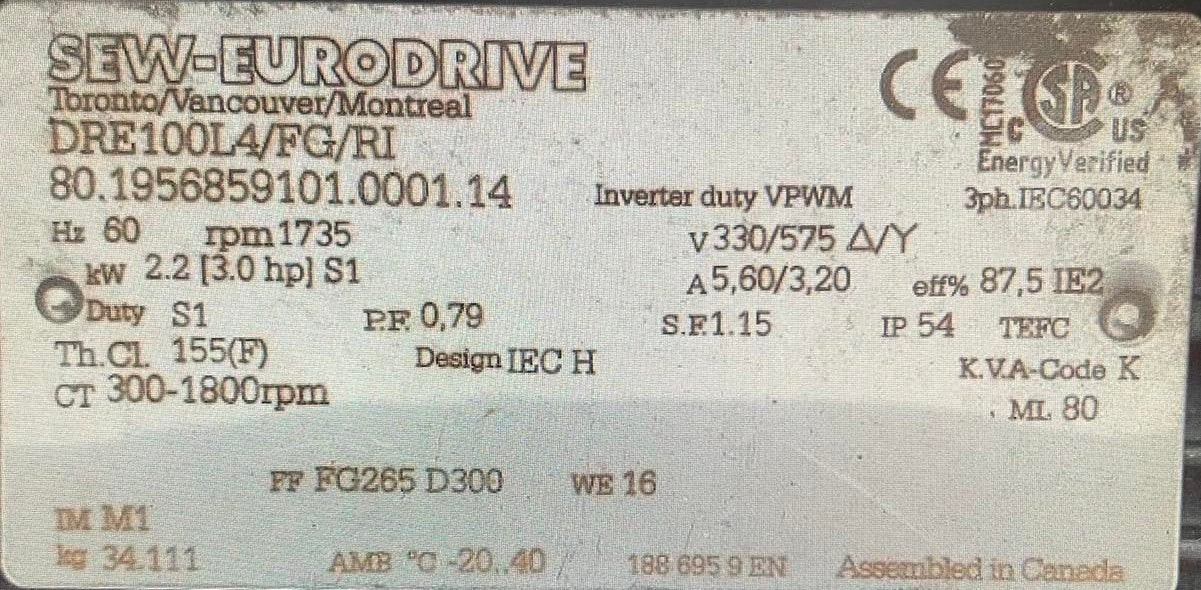 SEW-EURODRIVE
Toronto/Vancouver/Montreal
DRE100L4/FG/RI
80.1956859101.0001.14
CE
MC17060
C SA ® US
Energy Verified
Inverter duty VPWM
3ph.IEC60034
Hz 60 rpm 1735 V 330/575 Δ/Y
kW 2.2 [3.0 hp] S1 A 5,60/3,20 eff% 87,5 IE2
Duty S1 P.F. 0,79 S.F.1.15 IP 54 TEFC
Th.Cl. 155(F) Design IEC H K.V.A-Code K
CT 300-1800rpm ML 80
FF FG265 D300 WE 16
IM M1
kg 34.111 AMB °C -20..40 188 695 9 EN Assembled in Canada